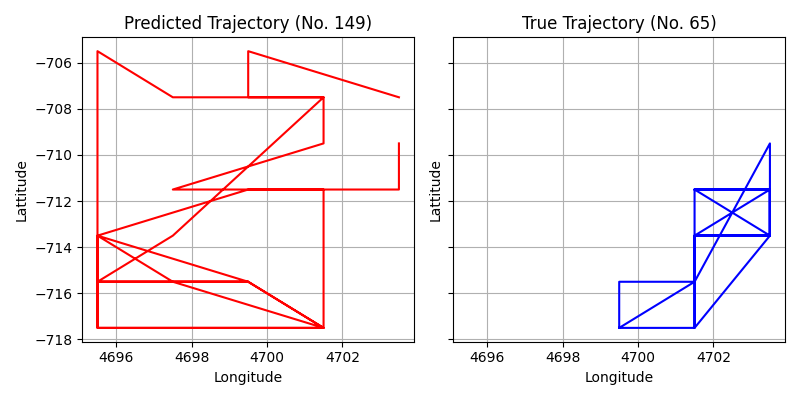 Predicted Trajectory (No. 149)
True Trajectory (No. 65)
Lattitude
−706
−708
−710
−712
−714
−716
−718
4696
4698
4700
4702
Longitude
Lattitude
4696
4698
4700
4702
Longitude